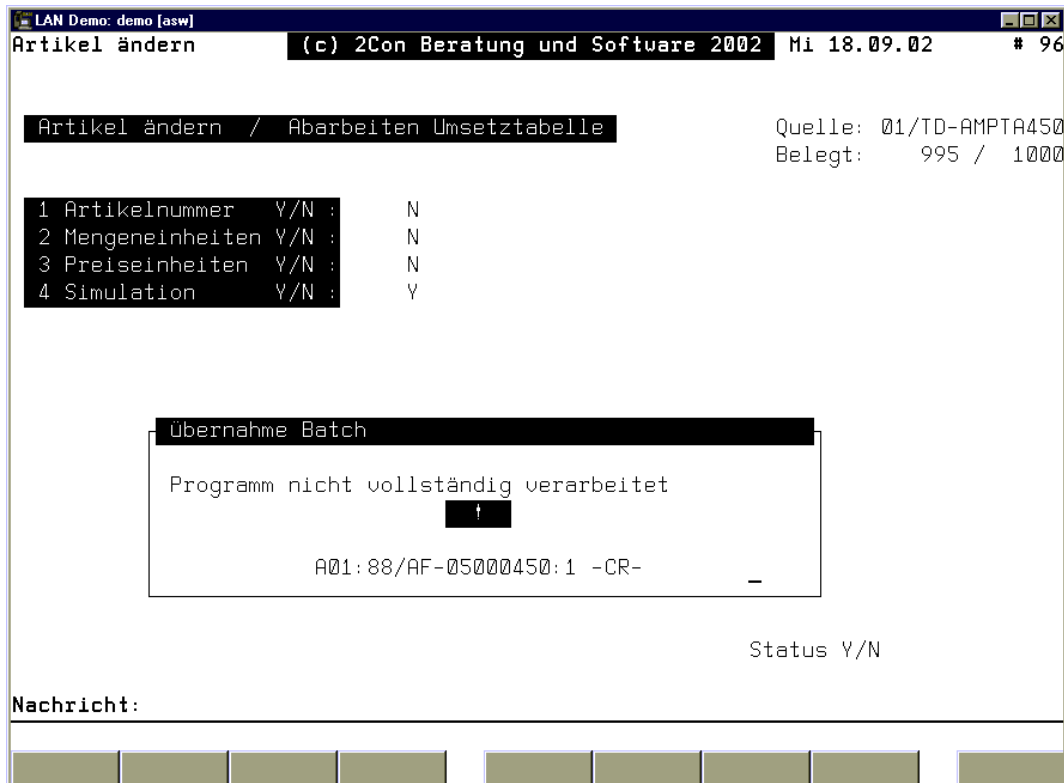 LAN Demo: demo [asw]
Artikel ändern (c) 2Con Beratung und Software 2002 Mi 18.09.02 # 96
Artikel ändern / Abarbeiten Umsetztabelle Quelle: 01/TD-AMPTA450
Belegt: 995 / 1000
1 Artikelnummer Y/N : N
2 Mengeneinheiten Y/N : N
3 Preiseinheiten Y/N : N
4 Simulation Y/N : Y
übernahme Batch
Programm nicht vollständig verarbeitet
!
A01:88/AF-05000450:1 -CR-
Status Y/N
Nachricht: